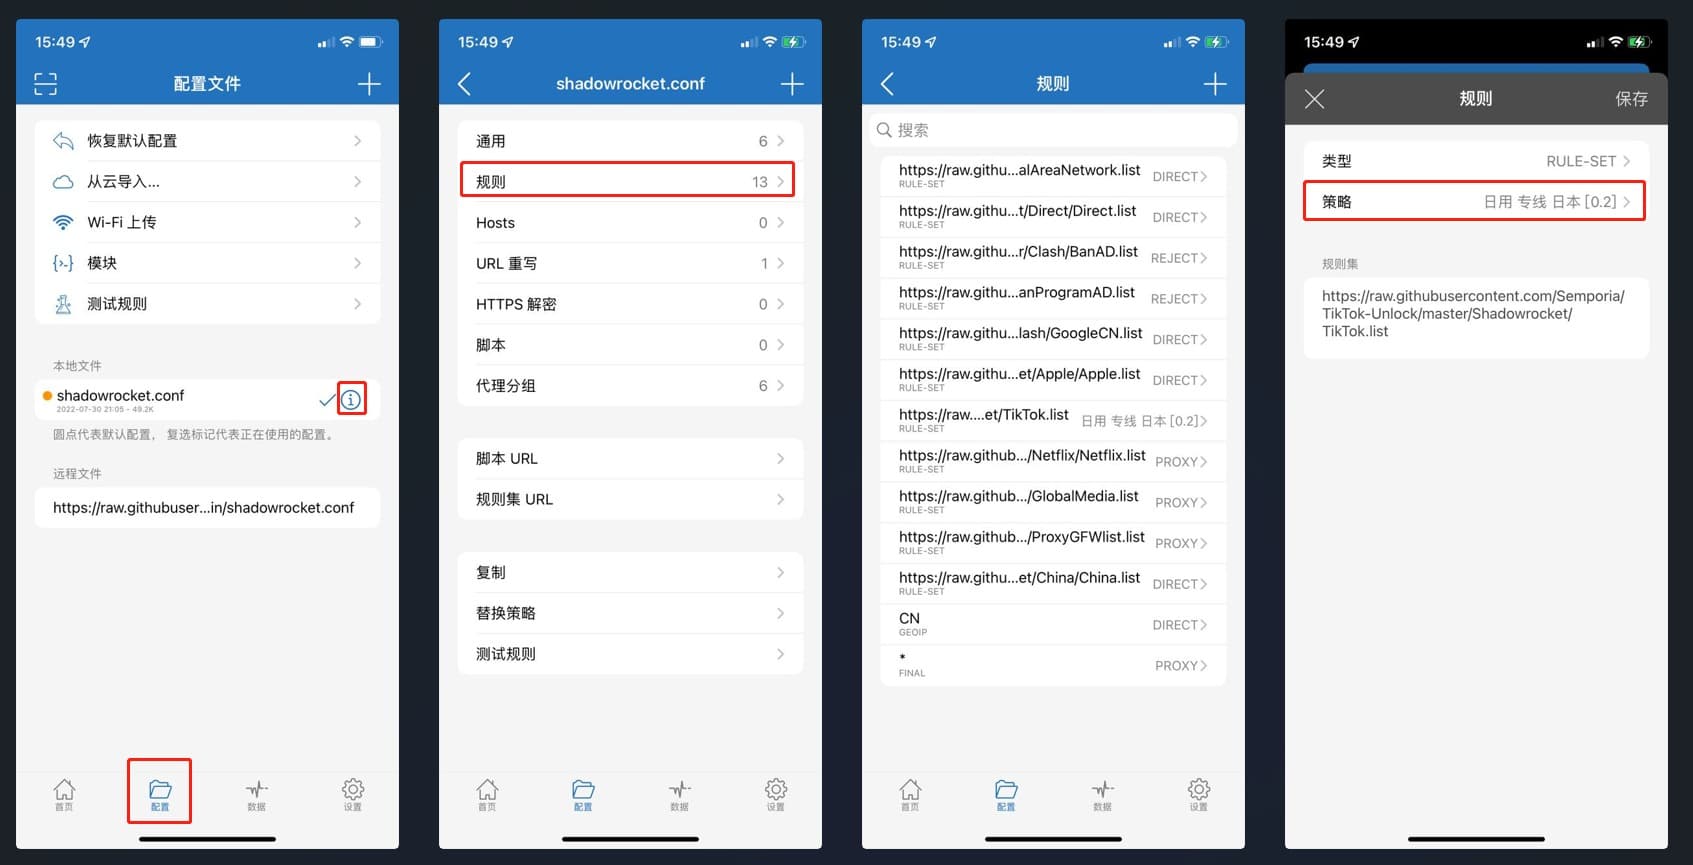 15:49
配置文件
恢复默认配置
从云导入...
Wi-Fi 上传
模块
测试规则
本地文件
shadowrocket.conf
2022-07-30 21:05 - 49.2K
圆点代表默认配置， 复选标记代表正在使用的配置。
远程文件
https://raw.githubuser...in/shadowrocket.conf
首页
配置
数据
设置
15:49
shadowrocket.conf
通用 6
规则 13
Hosts 0
URL 重写 1
HTTPS 解密 0
脚本 0
代理分组 6
脚本 URL
规则集 URL
复制
替换策略
测试规则
首页
配置
数据
设置
15:49
规则
搜索
https://raw.githu...alAreaNetwork.list DIRECT
RULE-SET
https://raw.githu...t/Direct/Direct.list DIRECT
RULE-SET
https://raw.githu...r/Clash/BanAD.list REJECT
RULE-SET
https://raw.githu...anProgramAD.list REJECT
RULE-SET
https://raw.githu...lash/GoogleCN.list DIRECT
RULE-SET
https://raw.githu...et/Apple/Apple.list DIRECT
RULE-SET
https://raw....et/TikTok.list 日用 专线 日本 [0.2]
RULE-SET
https://raw.github.../Netflix/Netflix.list PROXY
RULE-SET
https://raw.github.../GlobalMedia.list PROXY
RULE-SET
https://raw.github.../ProxyGFWlist.list PROXY
RULE-SET
https://raw.githu...et/China/China.list DIRECT
RULE-SET
CN DIRECT
GEOIP
* PROXY
FINAL
首页
配置
数据
设置
15:49
规则 保存
类型 RULE-SET
策略 日用 专线 日本 [0.2]
规则集
https://raw.githubusercontent.com/Semporia/
TikTok-Unlock/master/Shadowrocket/
TikTok.list